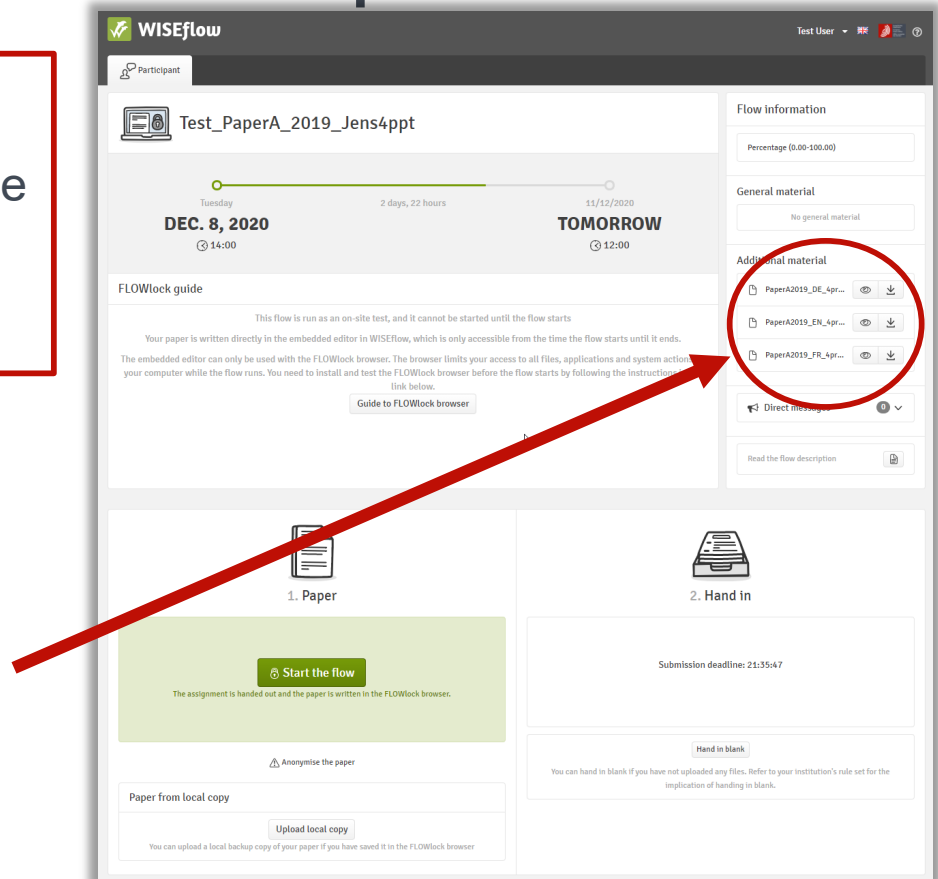 e
WISEflow
Test User
Participant
Test_PaperA_2019_Jens4ppt
Tuesday
DEC. 8, 2020
14:00
2 days, 22 hours
11/12/2020
TOMORROW
12:00
FLOWlock guide
This flow is run as an on-site test, and it cannot be started until the flow starts
Your paper is written directly in the embedded editor in WISEflow, which is only accessible from the time the flow starts until it ends.
The embedded editor can only be used with the FLOWlock browser. The browser limits your access to all files, applications and system actions
your computer while the flow runs. You need to install and test the FLOWlock browser before the flow starts by following the instructions
link below.
Guide to FLOWlock browser
Flow information
Percentage (0.00-100.00)
General material
No general material
Additional material
PaperA2019_DE_4pr...
PaperA2019_EN_4pr...
PaperA2019_FR_4pr...
Direct messages 0
Read the flow description
1. Paper
Start the flow
The assignment is handed out and the paper is written in the FLOWlock browser.
Anonymise the paper
Paper from local copy
Upload local copy
You can upload a local backup copy of your paper if you have saved it in the FLOWlock browser
2. Hand in
Submission deadline: 21:35:47
Hand in blank
You can hand in blank if you have not uploaded any files. Refer to your institution's rule set for the
implication of handing in blank.